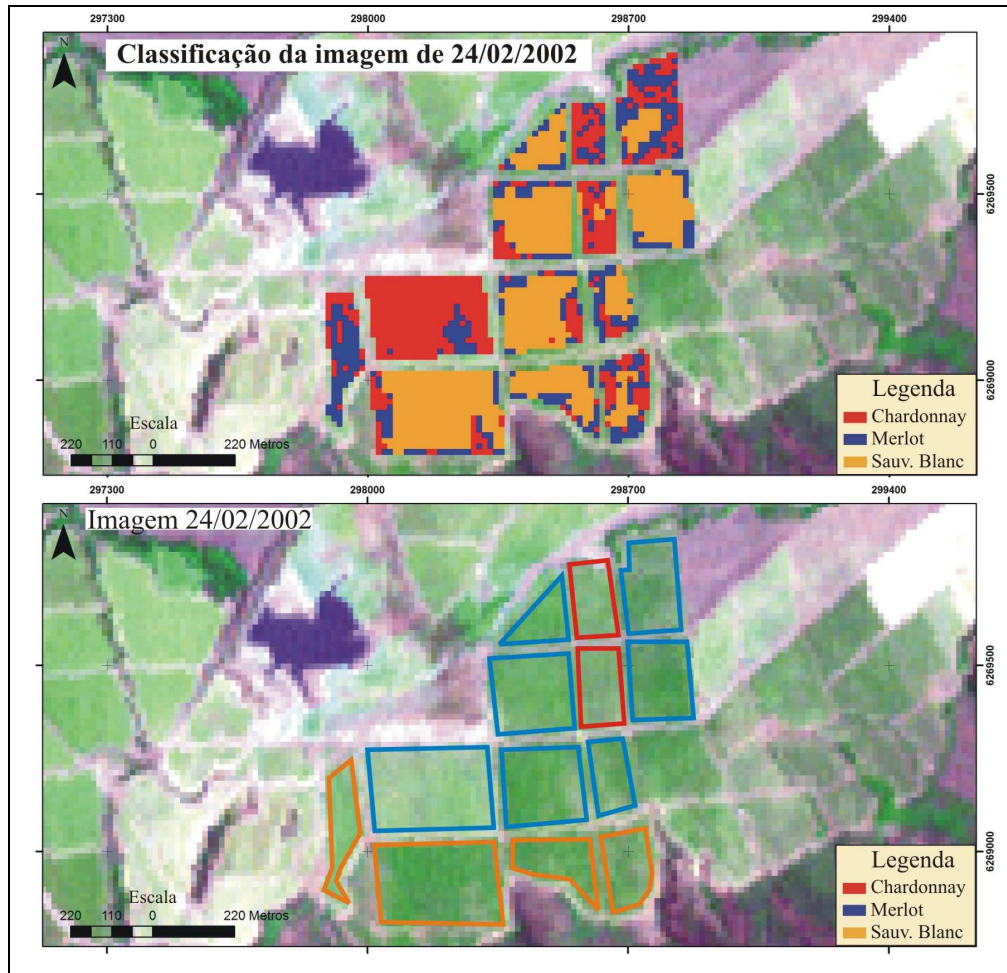 297300 298000 298700 299400
N
Classificação da imagem de 24/02/2002
6269500
6269000
Legenda
Chardonnay
Merlot
Sauv. Blanc
Escala
220 110 0 220 Metros
297300 298000 298700 299400
N
Imagem 24/02/2002
6269500
6269000
Legenda
Chardonnay
Merlot
Sauv. Blanc
Escala
220 110 0 220 Metros